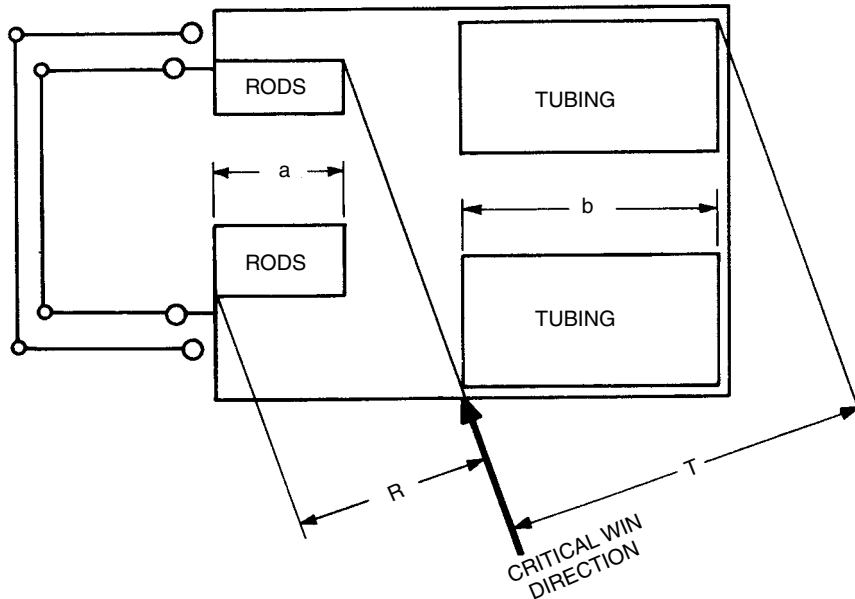 RODS
TUBING
a
b
RODS
TUBING
R
T
CRITICAL WIN
DIRECTION